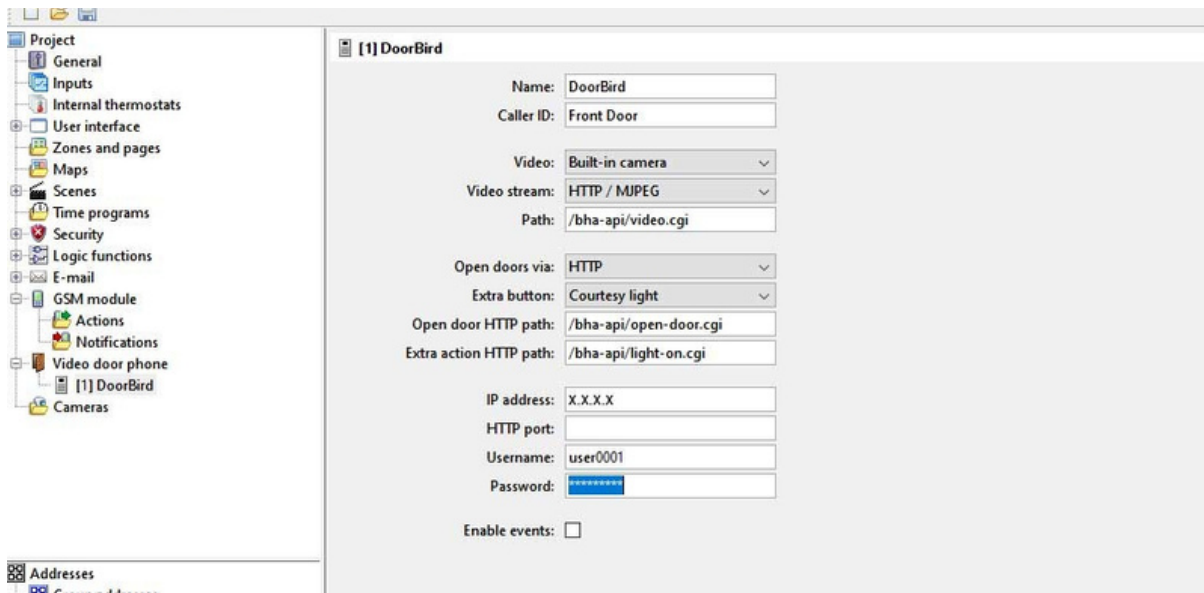 Project
General
Inputs
Internal thermostats
User interface
Zones and pages
Maps
Scenes
Time programs
Security
Logic functions
E-mail
GSM module
Actions
Notifications
Video door phone
[1] DoorBird
Cameras
Addresses
[1] DoorBird
Name: DoorBird
Caller ID: Front Door
Video: Built-in camera
Video stream: HTTP / MJPEG
Path: /bha-api/video.cgi
Open doors via: HTTP
Extra button: Courtesy light
Open door HTTP path: /bha-api/open-door.cgi
Extra action HTTP path: /bha-api/light-on.cgi
IP address: X.X.X.X
HTTP port:
Username: user0001
Password: *********
Enable events: